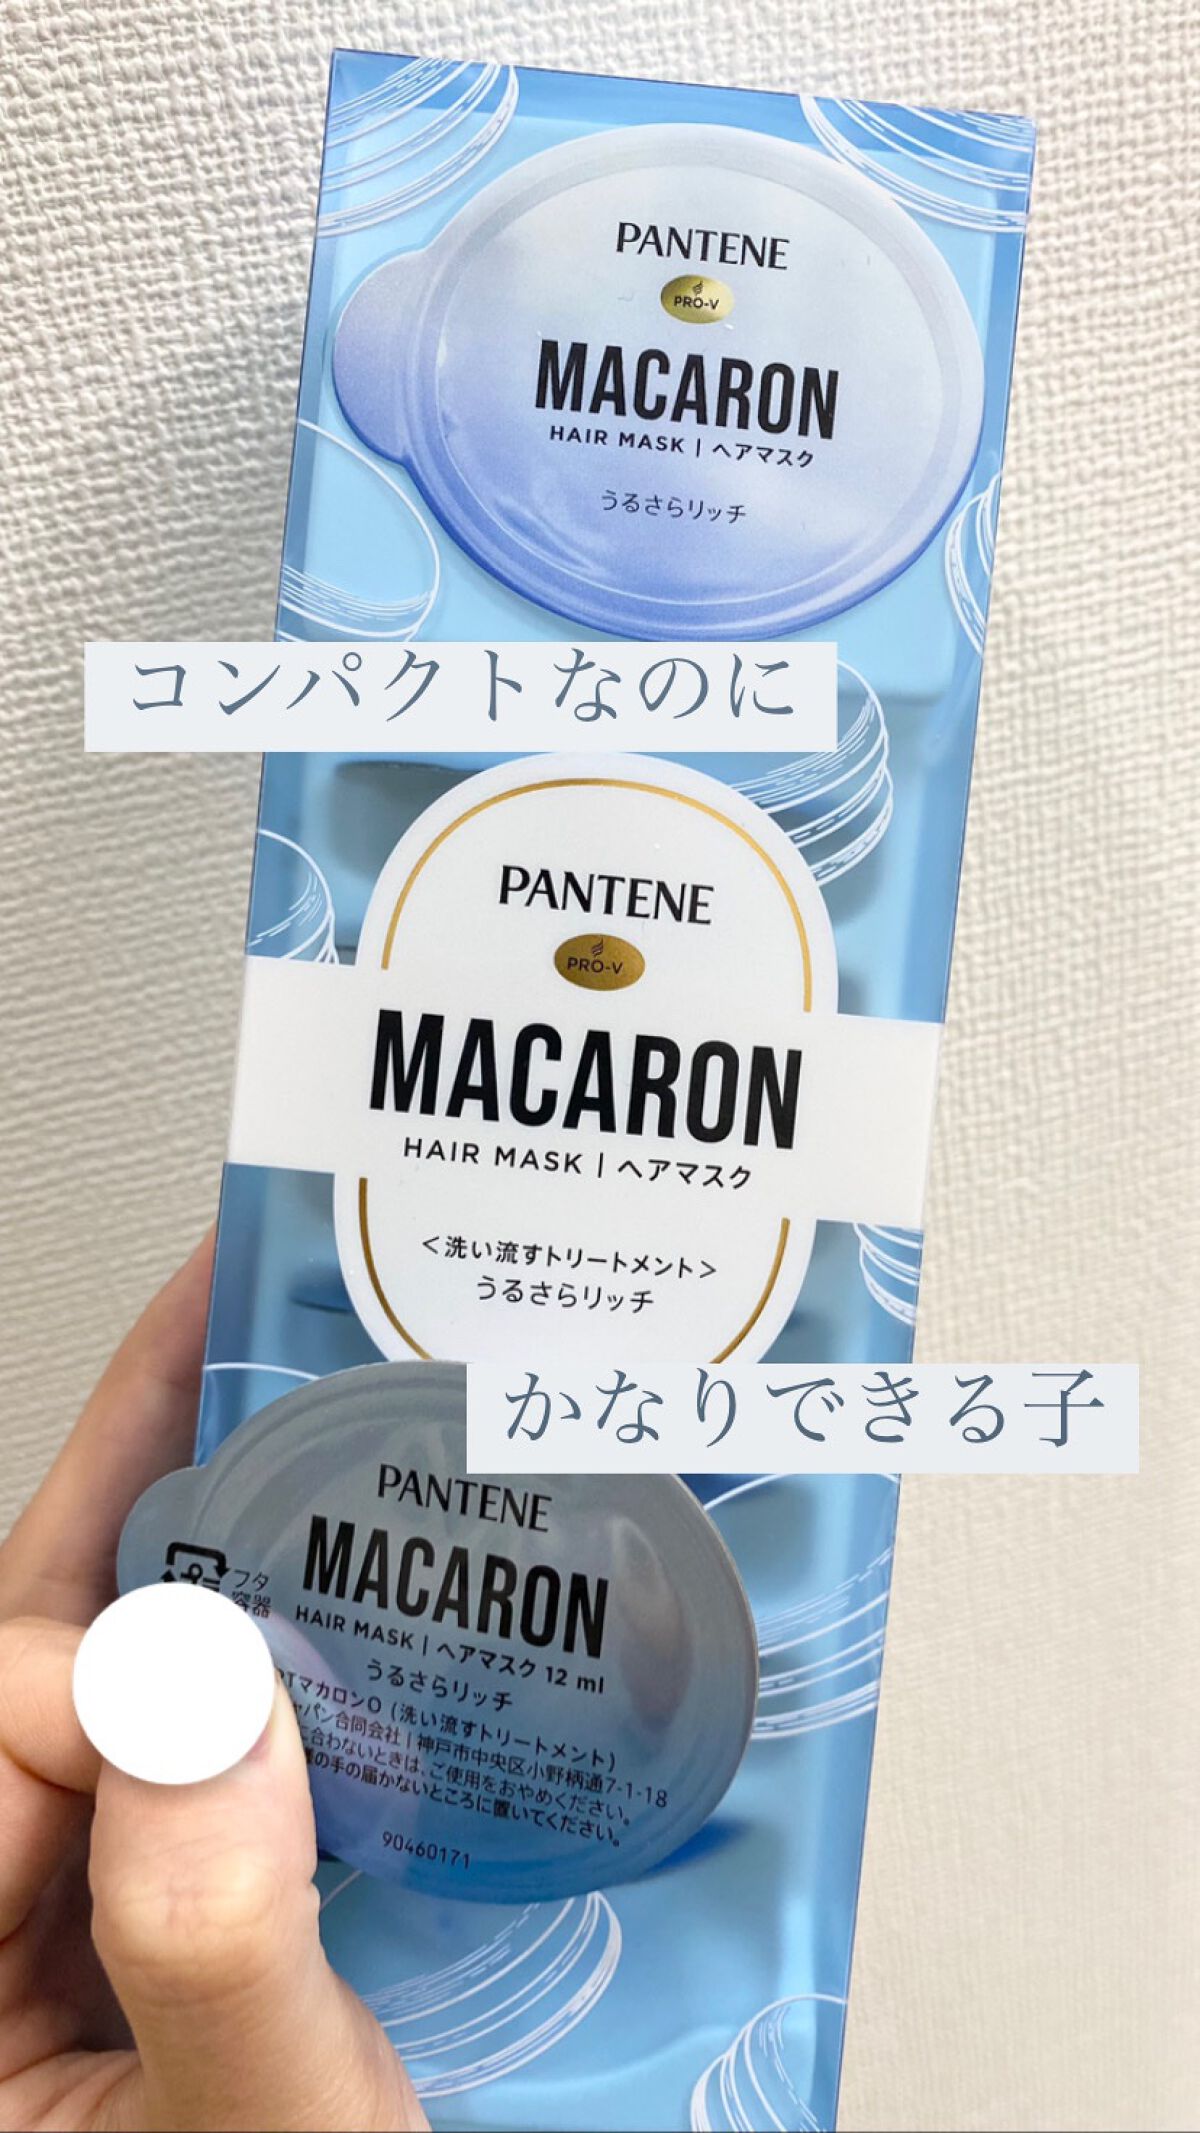 PANTENE
PRO-V
MACARON
HAIR MASK | ヘアマスク
うるさらリッチ
コンパクトなのに
PANTENE
PRO-V
MACARON
HAIR MASK | ヘアマスク
<洗い流すトリートメント>
うるさらリッチ
かなりできる子
PANTENE
MACARON
フタ
容器
HAIR MASK | ヘアマスク 12 ml
うるさらリッチ
マカロンO (洗い流すトリートメント)
合同会社 | 神戸市中央区小野柄通7-1-18
合わないときは、ご使用をおやめください。
の手の届かないところに置いてください。
90460171